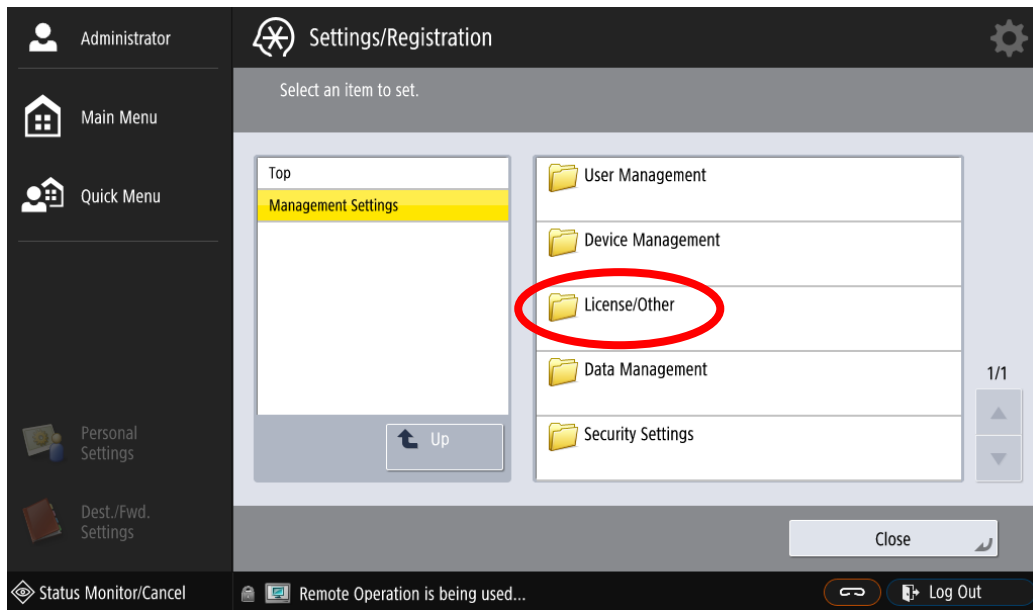 Administrator
Settings/Registration
Select an item to set.
Main Menu
Quick Menu
Top
Management Settings
User Management
Device Management
License/Other
Data Management
Security Settings
1/1
Up
Personal
Settings
Dest./Fwd.
Settings
Close
Status Monitor/Cancel
Remote Operation is being used...
Log Out